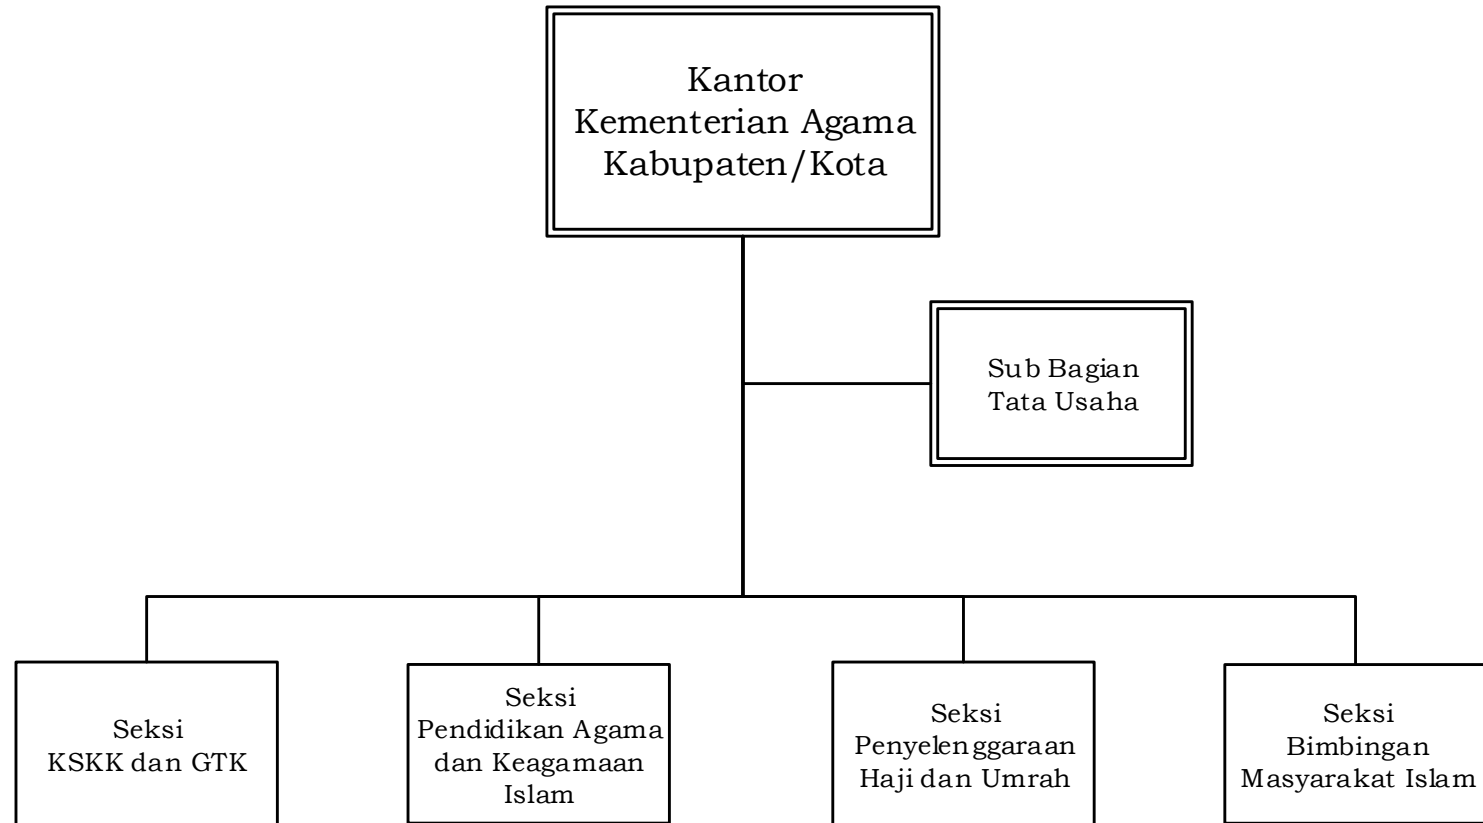 Kantor
Kementerian Agama
Kabupaten/Kota
Sub Bagian
Tata Usaha
Seksi
KSKK dan GTK
Seksi
Pendidikan Agama
dan Keagamaan
Islam
Seksi
Penyelenggaraan
Haji dan Umrah
Seksi
Bimbingan
Masyarakat Islam